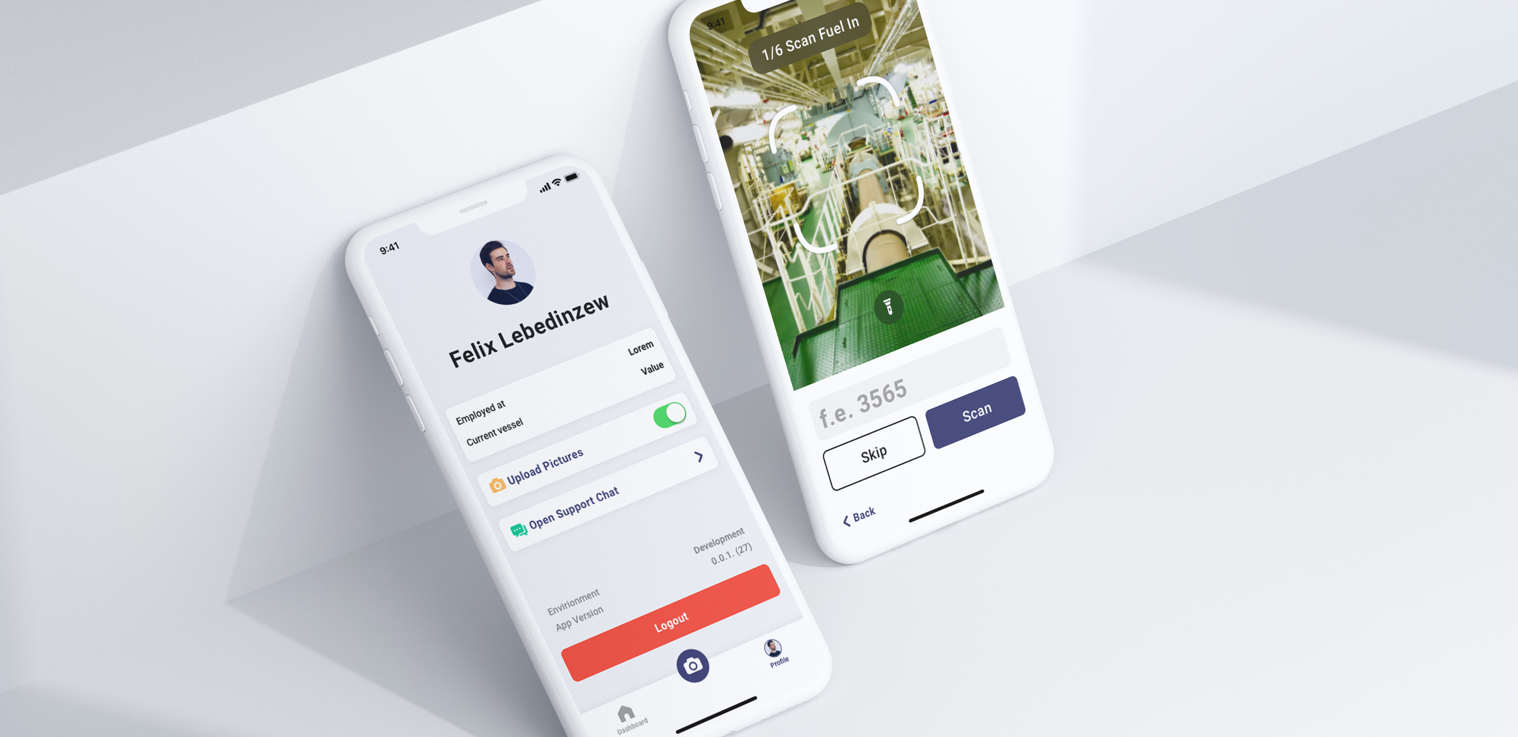 9:41
Felix Lebedinzew
Employed at Lorem
Current vessel Value
Upload Pictures
Open Support Chat
Envirionment Development
App Version 0.0.1. (27)
Logout
Dashboard
Profile
9:41
1/6 Scan Fuel In
f.e. 3565
Skip
Scan
Back